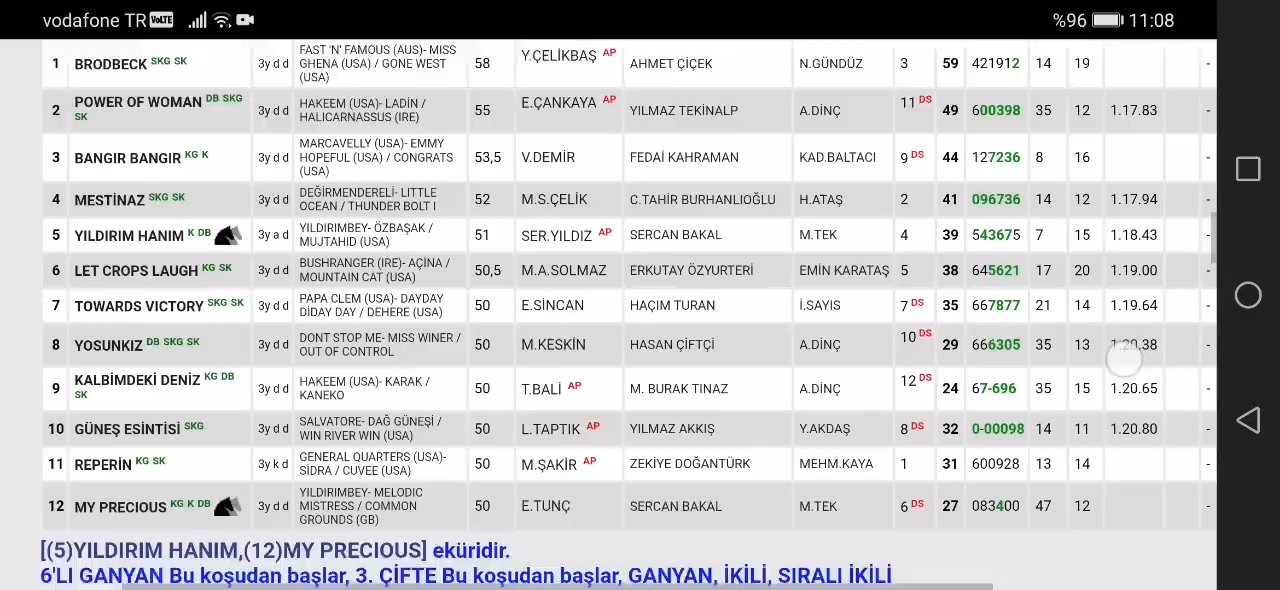 vodafone TR VoLTE %96 11:08
1 BRODBECK SKG SK 3y d d FAST 'N' FAMOUS (AUS)- MISS GHENA (USA) / GONE WEST (USA) 58 Y.ÇELİKBAŞ AP AHMET ÇİÇEK N.GÜNDÜZ 3 59 421912 14 19 -
2 POWER OF WOMAN DB SKG SK 3y d d HAKEEM (USA)- LADİN / HALICARNASSUS (IRE) 55 E.ÇANKAYA AP YILMAZ TEKİNALP A.DİNÇ 11 DS 49 600398 35 12 1.17.83 -
3 BANGIR BANGIR KG K 3y d d MARCAVELLY (USA)- EMMY HOPEFUL (USA) / CONGRATS (USA) 53,5 V.DEMİR FEDAİ KAHRAMAN KAD.BALTACI 9 DS 44 127236 8 16 -
4 MESTİNAZ SKG SK 3y d d DEĞİRMENDERELİ- LITTLE OCEAN / THUNDER BOLT I 52 M.S.ÇELİK C.TAHİR BURHANLIOĞLU H.ATAŞ 2 41 096736 14 12 1.17.94 -
5 YILDIRIM HANIM K DB 3y a d YILDIRIMBEY- ÖZBAŞAK / MUJTAHID (USA) 51 SER.YILDIZ AP SERCAN BAKAL M.TEK 4 39 543675 7 15 1.18.43 -
6 LET CROPS LAUGH KG SK 3y d d BUSHRANGER (IRE)- AÇİNA / MOUNTAIN CAT (USA) 50,5 M.A.SOLMAZ ERKUTAY ÖZYURTERİ EMİN KARATAŞ 5 38 645621 17 20 1.19.00 -
7 TOWARDS VICTORY SKG SK 3y d d PAPA CLEM (USA)- DAYDAY DİDAY DAY / DEHERE (USA) 50 E.SİNCAN HAÇIM TURAN İ.SAYIS 7 DS 35 667877 21 14 1.19.64 -
8 YOSUNKIZ DB SKG SK 3y d d DONT STOP ME- MISS WINER / OUT OF CONTROL 50 M.KESKİN HASAN ÇİFTÇİ A.DİNÇ 10 DS 29 666305 35 13 1.20.38 -
9 KALBİMDEKİ DENİZ KG DB SK 3y d d HAKEEM (USA)- KARAK / KANEKO 50 T.BALİ AP M. BURAK TINAZ A.DİNÇ 12 DS 24 67-696 35 15 1.20.65 -
10 GÜNEŞ ESİNTİSİ SKG 3y d d SALVATORE- DAĞ GÜNEŞİ / WIN RIVER WIN (USA) 50 L.TAPTIK AP YILMAZ AKKIŞ Y.AKDAŞ 8 DS 32 0-00098 14 11 1.20.80 -
11 REPERİN KG SK 3y k d GENERAL QUARTERS (USA)- SİDRA / CUVEE (USA) 50 M.ŞAKİR AP ZEKİYE DOĞANTÜRK MEHM.KAYA 1 31 600928 13 14 -
12 MY PRECIOUS KG K DB 3y d d YILDIRIMBEY- MELODIC MISTRESS / COMMON GROUNDS (GB) 50 E.TUNÇ SERCAN BAKAL M.TEK 6 DS 27 083400 47 12 -
[(5)YILDIRIM HANIM,(12)MY PRECIOUS] eküridir.
6'LI GANYAN Bu koşudan başlar, 3. ÇİFTE Bu koşudan başlar, GANYAN, İKİLİ, SIRALI İKİLİ